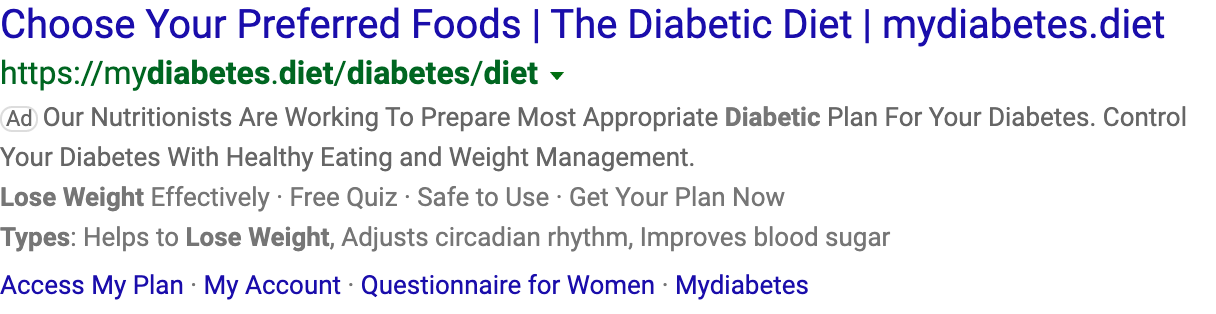 Choose Your Preferred Foods | The Diabetic Diet | mydiabetes.diet
https://mydiabetes.diet/diabetes/diet
Ad Our Nutritionists Are Working To Prepare Most Appropriate Diabetic Plan For Your Diabetes. Control
Your Diabetes With Healthy Eating and Weight Management.
Lose Weight Effectively · Free Quiz · Safe to Use · Get Your Plan Now
Types: Helps to Lose Weight, Adjusts circadian rhythm, Improves blood sugar
Access My Plan · My Account · Questionnaire for Women · Mydiabetes